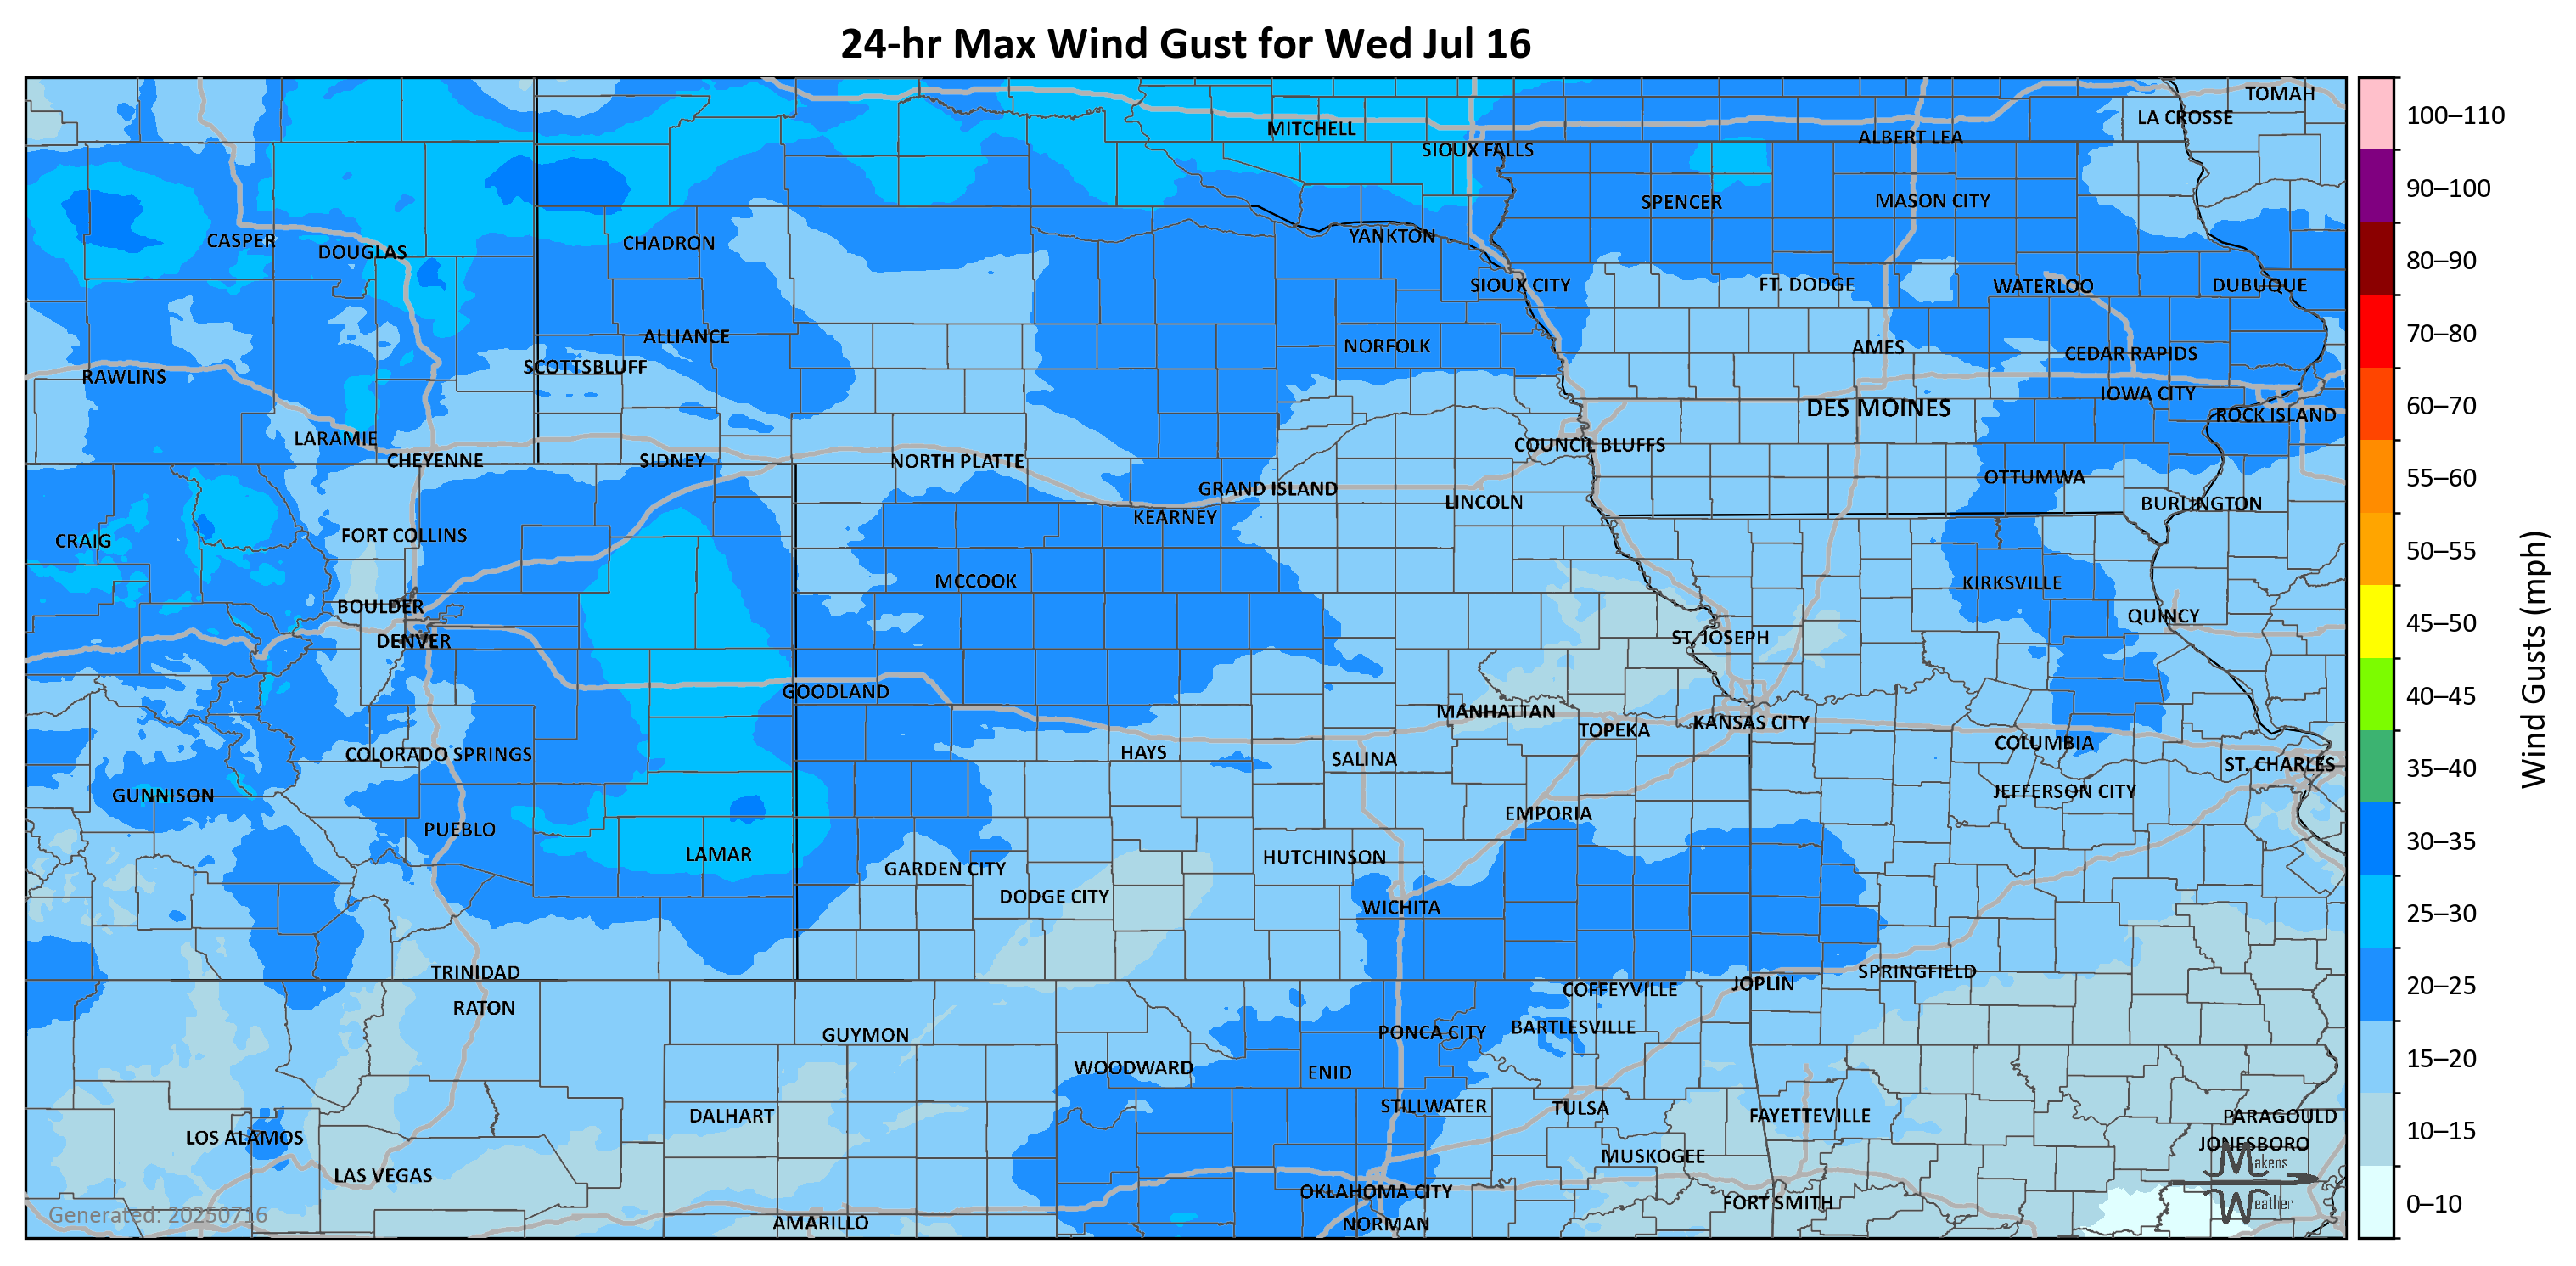 24-hr Max Wind Gust for Wed Jul 16
TOMAH
LA CROSSE
MITCHELL
ALBERT LEA
SIOUX FALLS
SPENCER
MASON CITY
CASPER
DOUGLAS
CHADRON
YANKTON
SIOUX CITY
FT. DODGE
WATERLOO
DUBUQUE
ALLIANCE
NORFOLK
AMES
CEDAR RAPIDS
SCOTTSBLUFF
RAWLINS
IOWA CITY
DES MOINES
ROCK ISLAND
LARAMIE
COUNCIL BLUFFS
CHEYENNE
SIDNEY
NORTH PLATTE
OTTUMWA
GRAND ISLAND
LINCOLN
BURLINGTON
KEARNEY
FORT COLLINS
CRAIG
MCCOOK
KIRKSVILLE
BOULDER
QUINCY
DENVER
ST. JOSEPH
GOODLAND
MANHATTAN
KANSAS CITY
TOPEKA
COLUMBIA
COLORADO SPRINGS
HAYS
SALINA
ST. CHARLES
GUNNISON
JEFFERSON CITY
EMPORIA
PUEBLO
LAMAR
HUTCHINSON
GARDEN CITY
DODGE CITY
WICHITA
TRINIDAD
SPRINGFIELD
JOPLIN
COFFEYVILLE
RATON
GUYMON
PONCA CITY
BARTLESVILLE
WOODWARD
ENID
STILLWATER
TULSA
DALHART
FAYETTEVILLE
PARAGOULD
LOS ALAMOS
JONESBORO
MUSKOGEE
LAS VEGAS
OKLAHOMA CITY
FORT SMITH
AMARILLO
NORMAN
Generated: 20250716
Makens
Weather
100–110
90–100
80–90
70–80
60–70
55–60
50–55
45–50
40–45
35–40
30–35
25–30
20–25
15–20
10–15
0–10
Wind Gusts (mph)